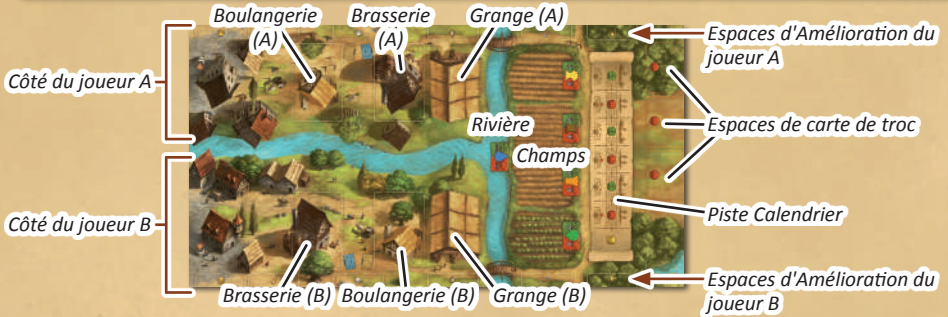 Boulangerie
(A)
Brasserie
(A)
Grange (A)
Espaces d'Amélioration du
joueur A
Côté du joueur A
Rivière
Espaces de carte de troc
Champs
Côté du joueur B
Piste Calendrier
Brasserie (B)
Boulangerie (B)
Grange (B)
Espaces d'Amélioration du
joueur B